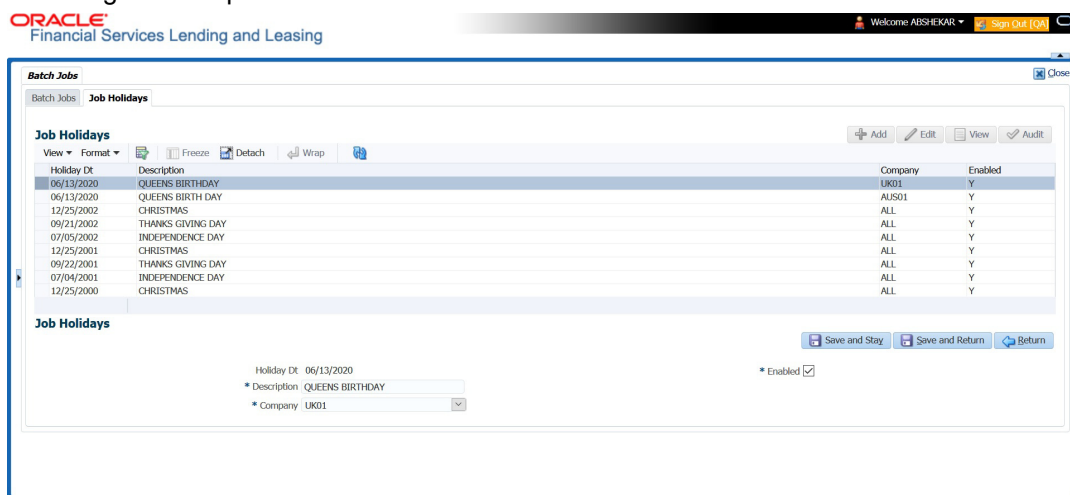 ORACLE
Financial Services Lending and Leasing
Welcome ABSHEKAR Sign Out [QA]
Batch Jobs Close
Batch Jobs Job Holidays
Job Holidays Add Edit View Audit
View Format Freeze Detach Wrap
Holiday Dt Description Company Enabled
06/13/2020 QUEENS BIRTHDAY UK01 Y
06/13/2020 QUEENS BIRTH DAY AUS01 Y
12/25/2002 CHRISTMAS ALL Y
09/21/2002 THANKS GIVING DAY ALL Y
07/05/2002 INDEPENDENCE DAY ALL Y
12/25/2001 CHRISTMAS ALL Y
09/22/2001 THANKS GIVING DAY ALL Y
07/04/2001 INDEPENDENCE DAY ALL Y
12/25/2000 CHRISTMAS ALL Y
Job Holidays
Save and Stay Save and Return Return
Holiday Dt 06/13/2020 * Enabled
* Description QUEENS BIRTHDAY
* Company UK01